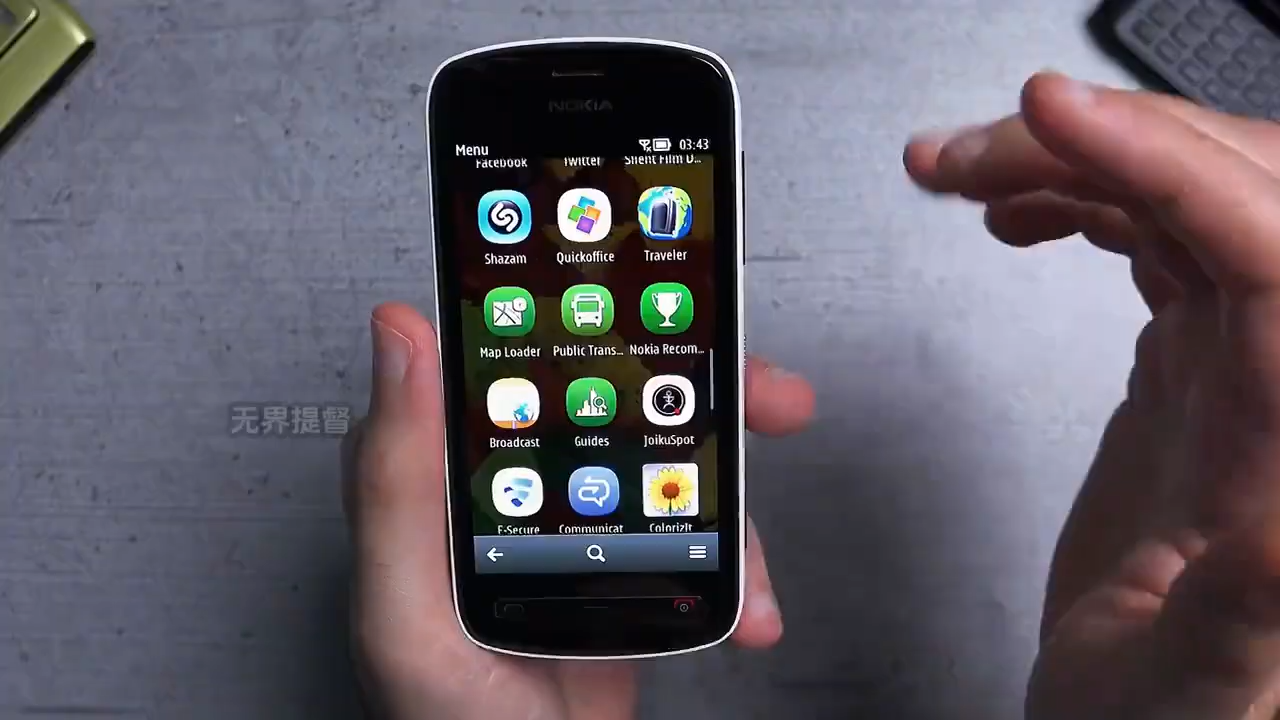 NOKIA
Menu 03:43
Facebook Twitter Silent Film D...
Shazam Quickoffice Traveler
Map Loader Public Trans... Nokia Recom...
Broadcast Guides JoikuSpot
F-Secure Communicat ColorizIt
无界提督